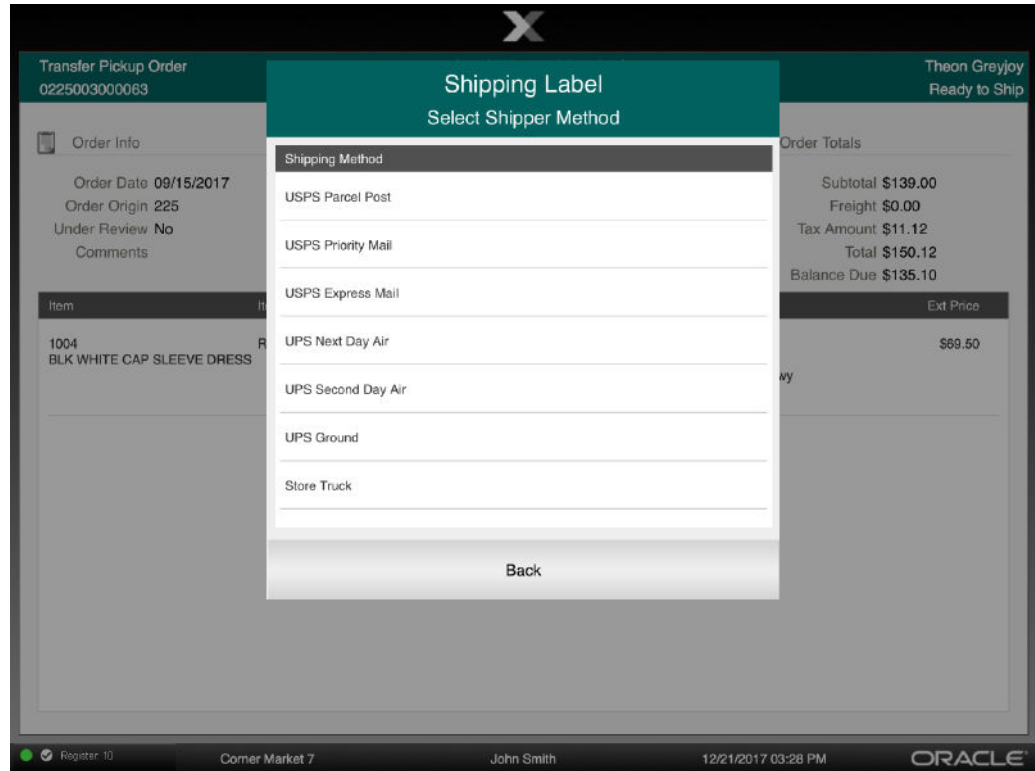 X
Transfer Pickup Order
0225003000063
Theon Greyjoy
Ready to Ship
Shipping Label
Select Shipper Method
Order Info
Order Date 09/15/2017
Order Origin 225
Under Review No
Comments
Order Totals
Subtotal $139.00
Freight $0.00
Tax Amount $11.12
Total $150.12
Balance Due $135.10
Shipping Method
USPS Parcel Post
USPS Priority Mail
USPS Express Mail
UPS Next Day Air
UPS Second Day Air
UPS Ground
Store Truck
Back
Item Ext Price
1004 $69.50
BLK WHITE CAP SLEEVE DRESS
Register: 10 Corner Market 7 John Smith 12/21/2017 03:28 PM ORACLE